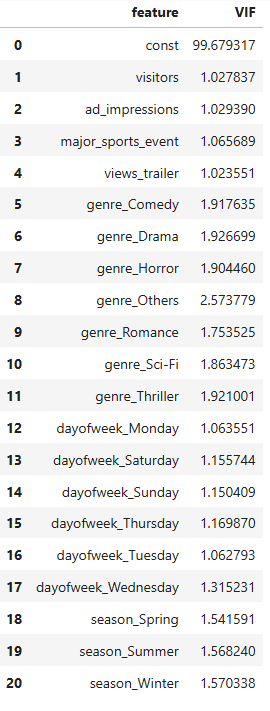 feature VIF
0 const 99.679317
1 visitors 1.027837
2 ad_impressions 1.029390
3 major_sports_event 1.065689
4 views_trailer 1.023551
5 genre_Comedy 1.917635
6 genre_Drama 1.926699
7 genre_Horror 1.904460
8 genre_Others 2.573779
9 genre_Romance 1.753525
10 genre_Sci-Fi 1.863473
11 genre_Thriller 1.921001
12 dayofweek_Monday 1.063551
13 dayofweek_Saturday 1.155744
14 dayofweek_Sunday 1.150409
15 dayofweek_Thursday 1.169870
16 dayofweek_Tuesday 1.062793
17 dayofweek_Wednesday 1.315231
18 season_Spring 1.541591
19 season_Summer 1.568240
20 season_Winter 1.570338